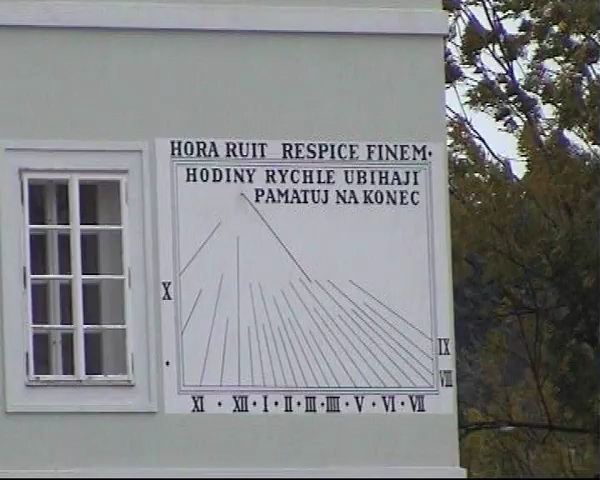 HORA RUIT RESPICE FINEM·
HODINY RYCHLE UBIHAJI
PAMATUJ NA KONEC
X
IX
VIII
XI · XII · I · II · III · IIII · V · VI · VII